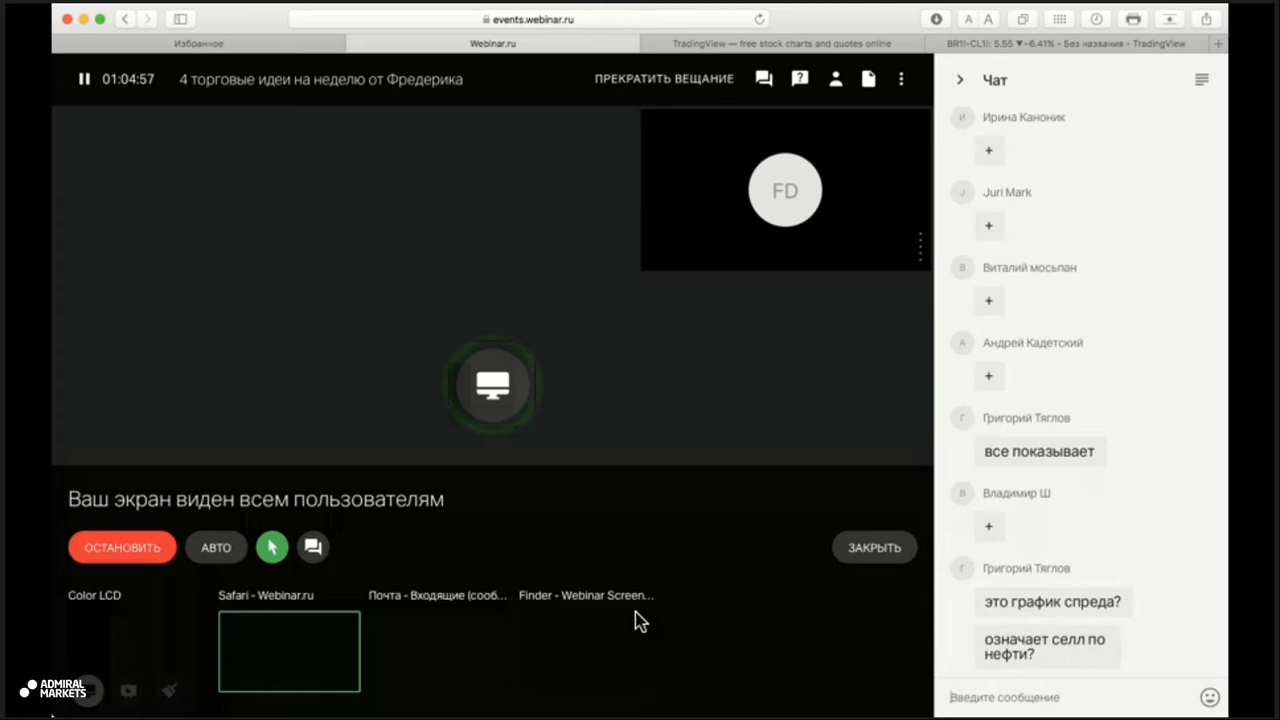 events.webinar.ru
A A
Избранное
Webinar.ru
TradingView — free stock charts and quotes online
BR1!-CL1!: 5.55 ▼−6.41% - Без названия - TradingView
01:04:57
4 торговые идеи на неделю от Фредерика
ПРЕКРАТИТЬ ВЕЩАНИЕ
FD
Ваш экран виден всем пользователям
ОСТАНОВИТЬ
АВТО
ЗАКРЫТЬ
Color LCD
Safari - Webinar.ru
Почта - Входящие (сооб...
Finder - Webinar Screen...
ADMIRAL
MARKETS
Чат
И Ирина Каноник
+
J Juri Mark
+
В Виталий мосьпан
+
А Андрей Кадетский
+
Г Григорий Тяглов
все показывает
В Владимир Ш
+
Г Григорий Тяглов
это график спреда?
означает селл по
нефти?
Введите сообщение